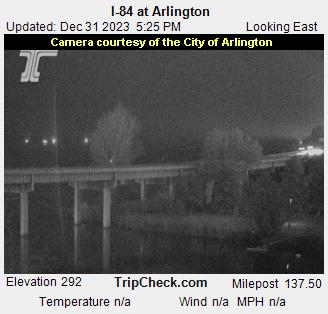 I-84 at Arlington
Updated: Dec 31 2023 5:25 PM Looking East
Camera courtesy of the City of Arlington
Elevation 292 TripCheck.com Milepost 137.50
Temperature n/a Wind n/a MPH n/a